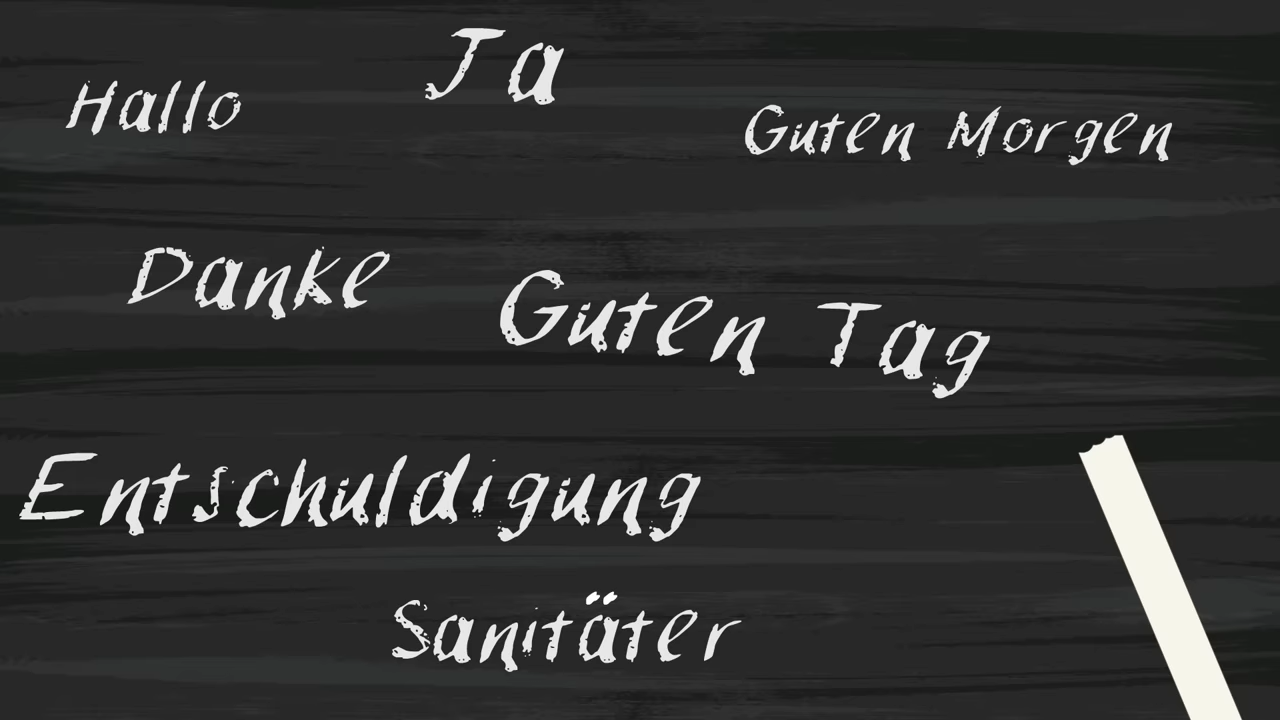 Ja
Hallo
Guten Morgen
Danke
Guten Tag
Entschuldigung
Sanitäter